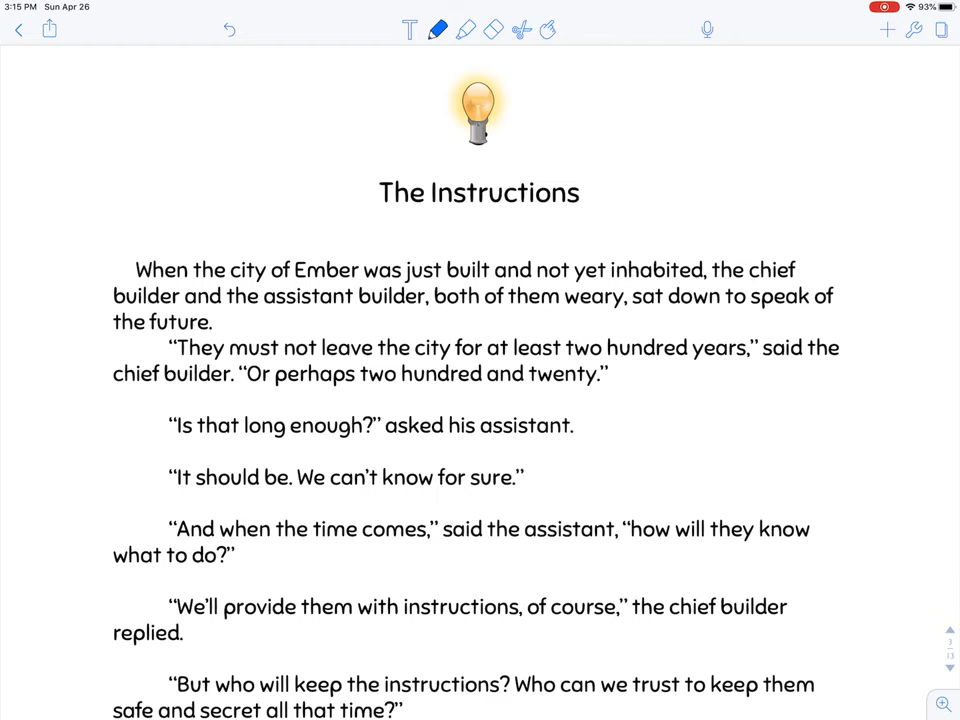 3:15 PM Sun Apr 26
93%
T
The Instructions
When the city of Ember was just built and not yet inhabited, the chief
builder and the assistant builder, both of them weary, sat down to speak of
the future.
“They must not leave the city for at least two hundred years,” said the
chief builder. “Or perhaps two hundred and twenty.”
“Is that long enough?” asked his assistant.
“It should be. We can’t know for sure.”
“And when the time comes,” said the assistant, “how will they know
what to do?”
“We’ll provide them with instructions, of course,” the chief builder
replied.
“But who will keep the instructions? Who can we trust to keep them
safe and secret all that time?”
3
13